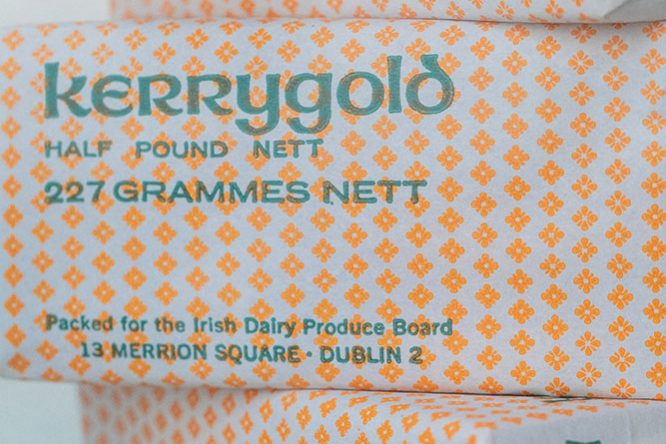 kerrygold
HALF POUND NETT
227 GRAMMES NETT
Packed for the Irish Dairy Produce Board
13 MERRION SQUARE · DUBLIN 2